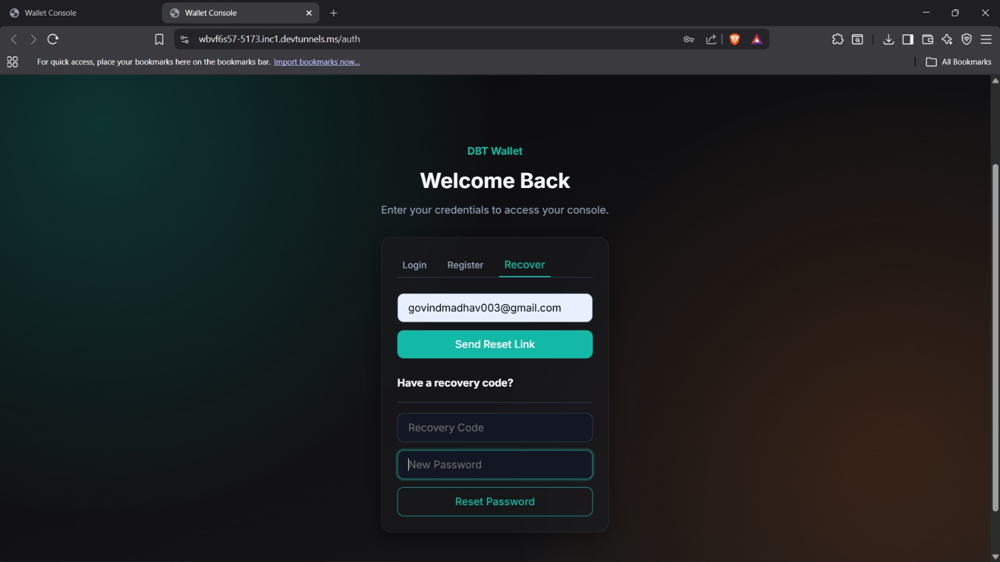 Wallet Console
Wallet Console
wbvf6s57-5173.inc1.devtunnels.ms/auth
For quick access, place your bookmarks here on the bookmarks bar. Import bookmarks now...
All Bookmarks
DBT Wallet
Welcome Back
Enter your credentials to access your console.
Login Register Recover
govindmadhav003@gmail.com
Send Reset Link
Have a recovery code?
Recovery Code
New Password
Reset Password